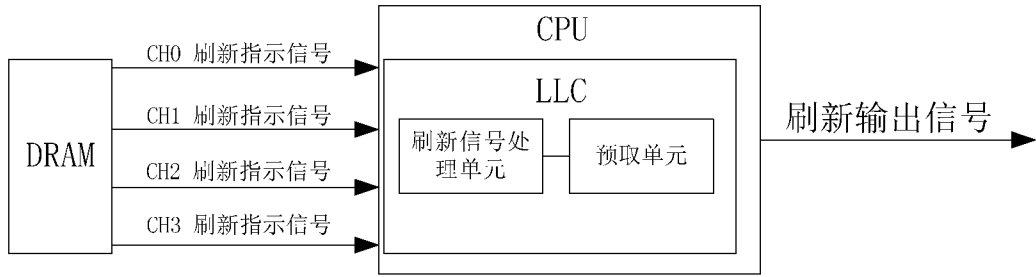 DRAM
CH0 刷新指示信号
CH1 刷新指示信号
CH2 刷新指示信号
CH3 刷新指示信号
CPU
LLC
刷新信号处
理单元
预取单元
刷新输出信号